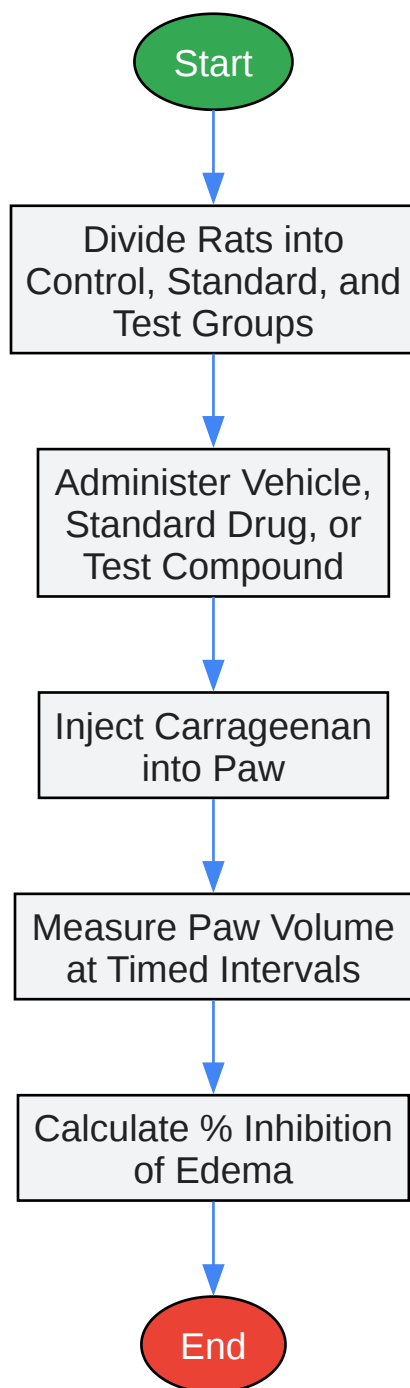 Start
Divide Rats into
Control, Standard, and
Test Groups
Administer Vehicle,
Standard Drug, or
Test Compound
Inject Carrageenan
into Paw
Measure Paw Volume
at Timed Intervals
Calculate % Inhibition
of Edema
End